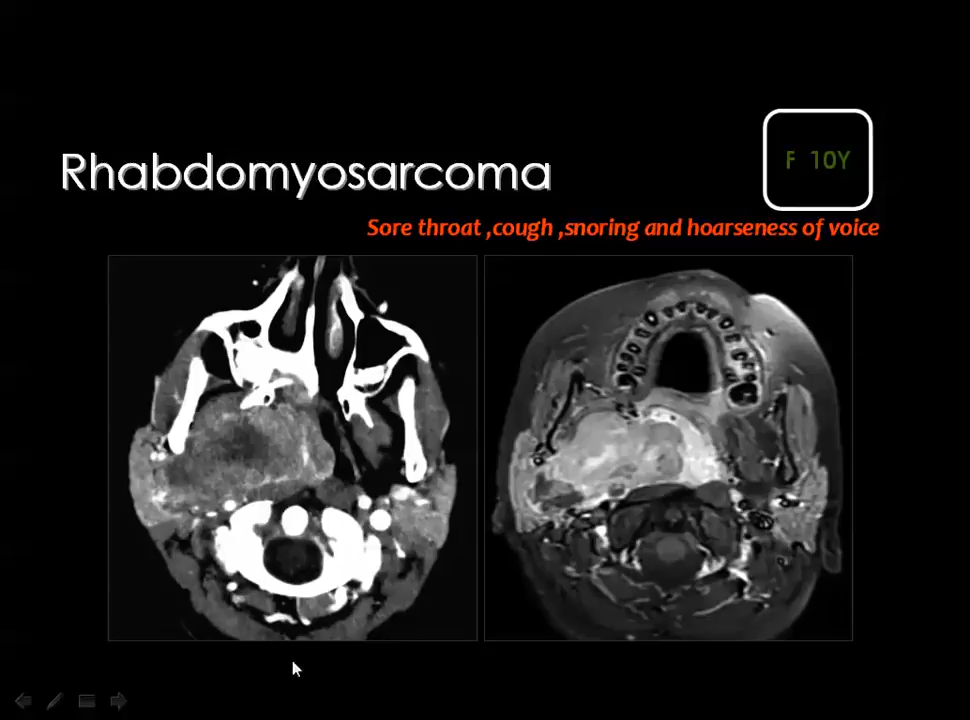 F 10Y
Rhabdomyosarcoma
Sore throat ,cough ,snoring and hoarseness of voice